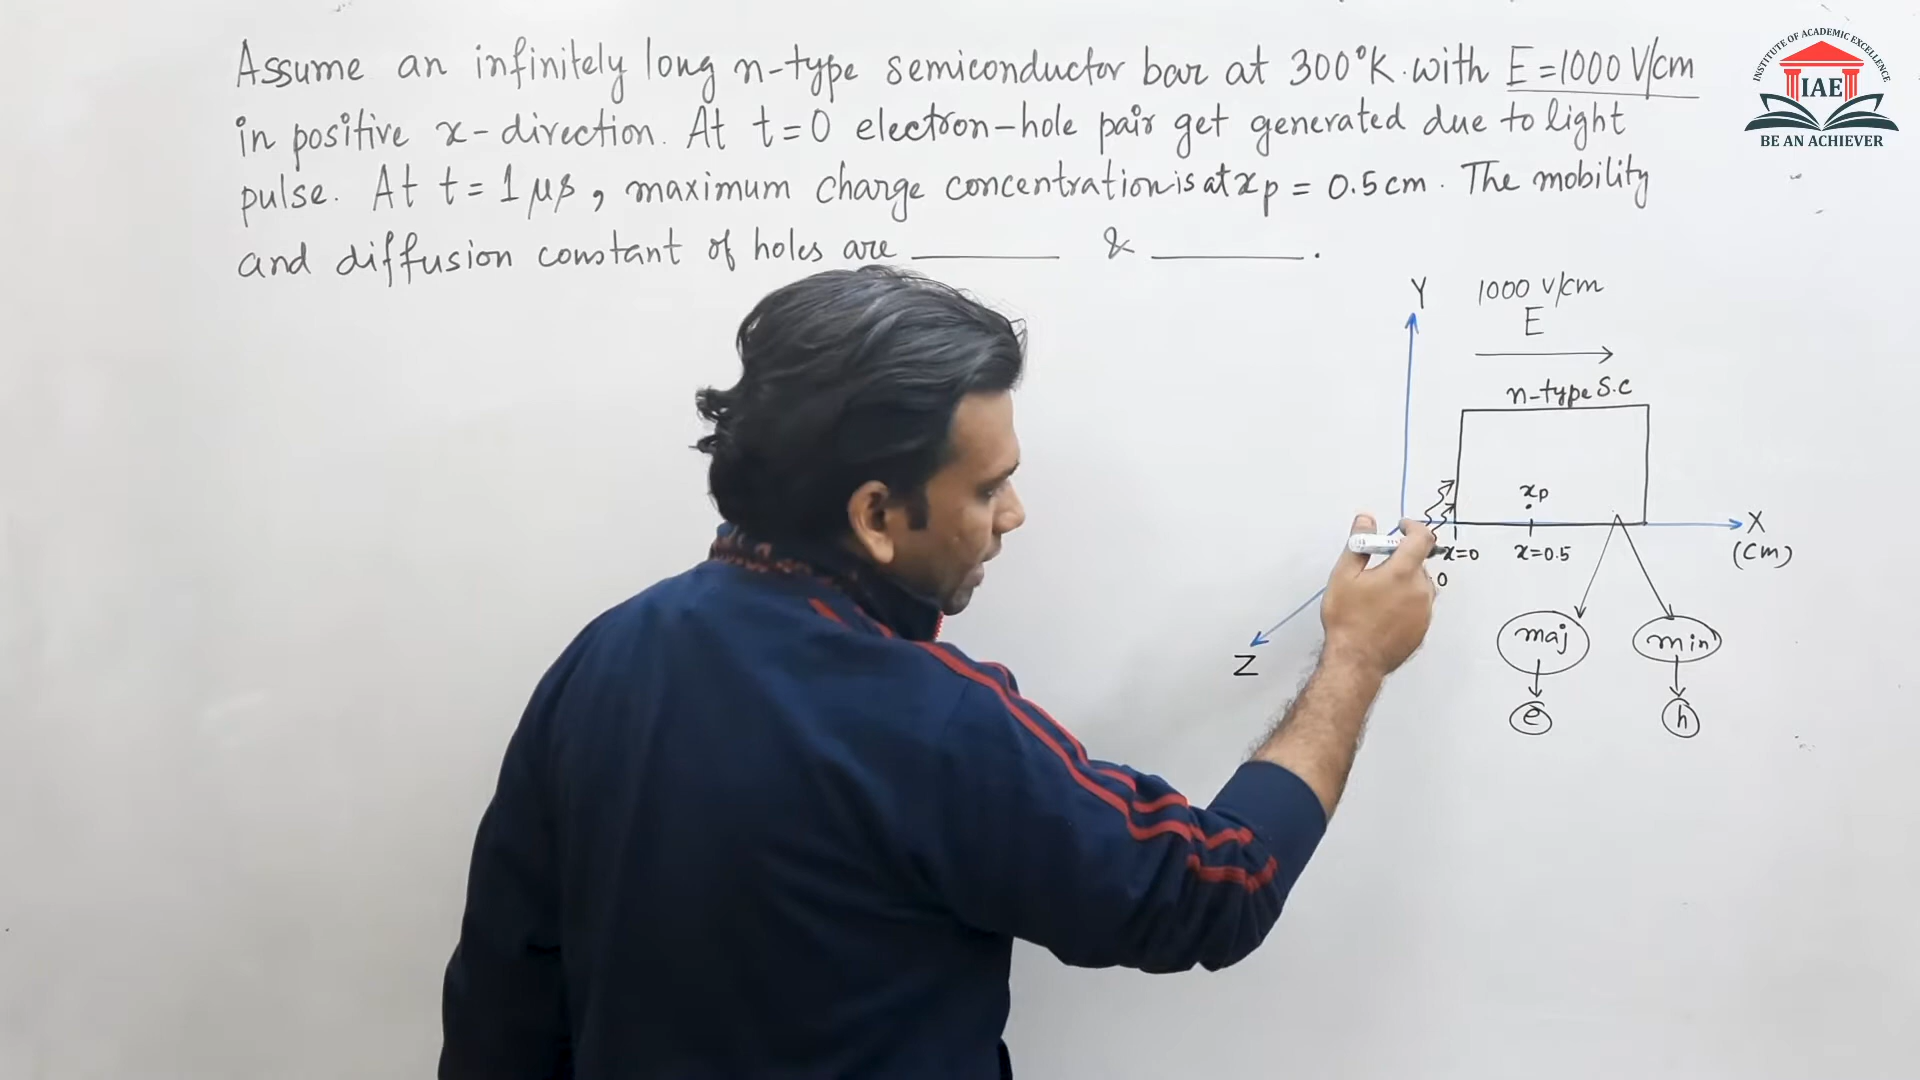 Assume an infinitely long n-type semiconductor bar at 300°K. with E = 1000 V/cm
in positive x-direction. At t=0 electron-hole pair get generated due to light
pulse. At t = 1 μs, maximum charge concentration is at xp = 0.5 cm. The mobility
and diffusion constant of holes are ______ & ______.
INSTITUTE OF ACADEMIC EXCELLENCE
IAE
BE AN ACHIEVER
Y
1000 V/cm
E
n-type S.C
xp
X
(cm)
x=0
x=0.5
0
Z
maj
min
e
h